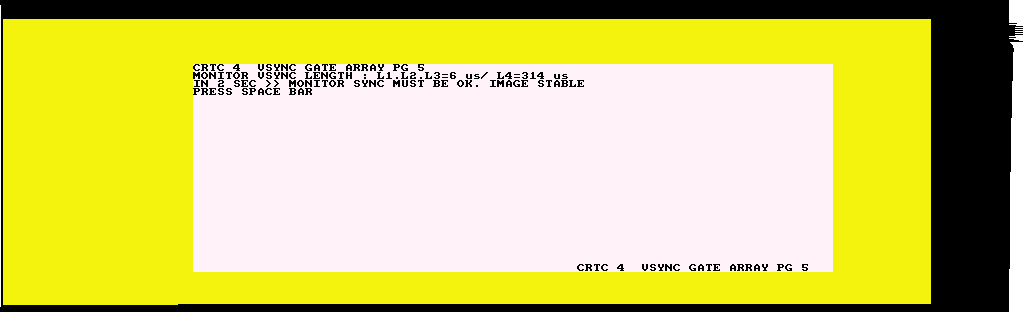 CRTC 4  VSYNC GATE ARRAY PG 5
MONITOR VSYNC LENGTH : L1.L2.L3=6 us/ L4=314 us
IN 2 SEC >> MONITOR SYNC MUST BE OK. IMAGE STABLE
PRESS SPACE BAR
CRTC 4  VSYNC GATE ARRAY PG 5